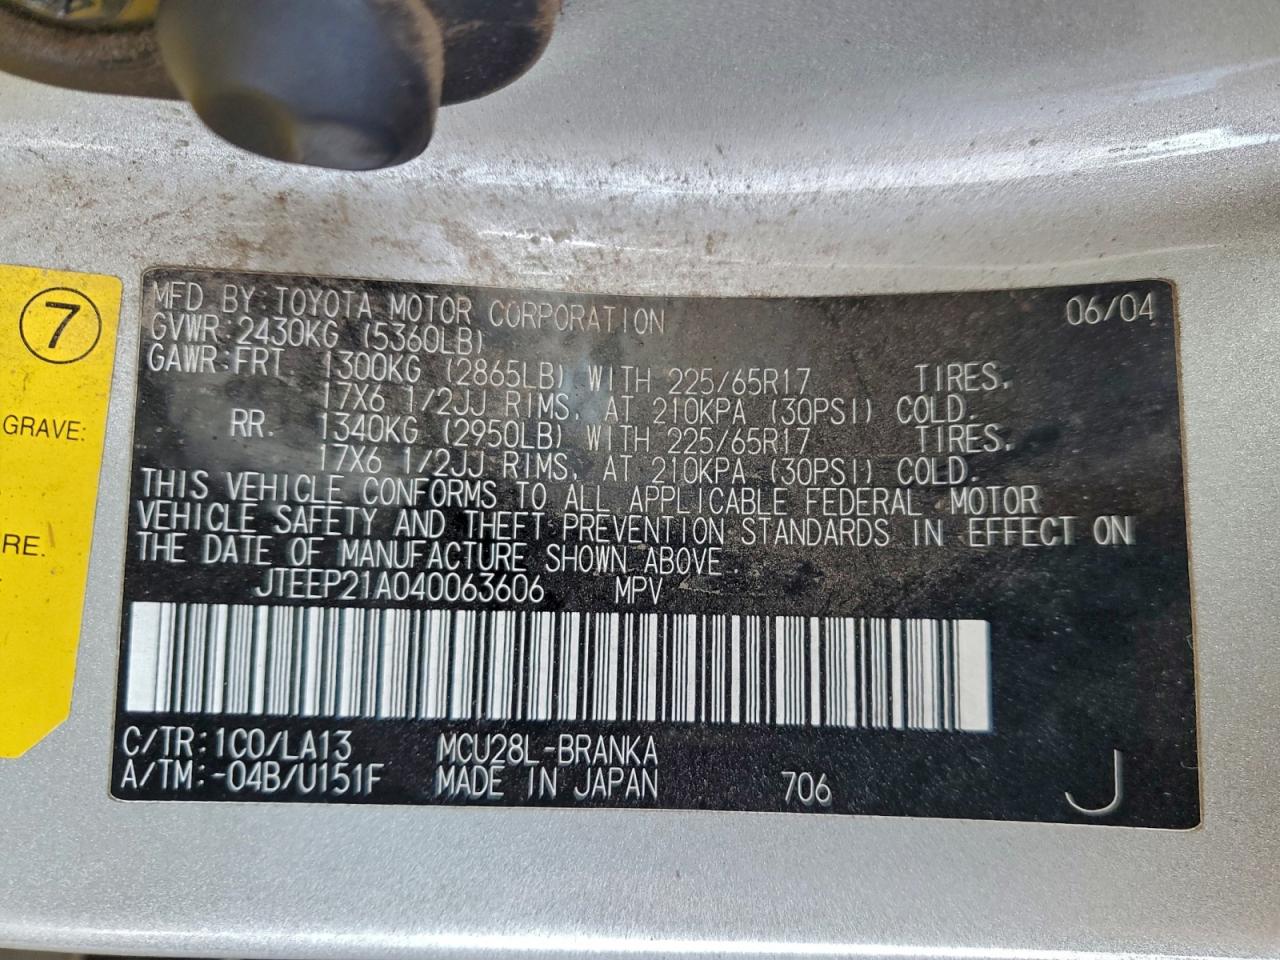 7
GRAVE:
RE.
MFD BY:TOYOTA MOTOR CORPORATION 06/04
GVWR:2430KG (5360LB)
GAWR:FRT. 1300KG (2865LB) WITH 225/65R17 TIRES,
17X6 1/2JJ RIMS, AT 210KPA (30PSI) COLD.
RR. 1340KG (2950LB) WITH 225/65R17 TIRES,
17X6 1/2JJ RIMS, AT 210KPA (30PSI) COLD.
THIS VEHICLE CONFORMS TO ALL APPLICABLE FEDERAL MOTOR
VEHICLE SAFETY AND THEFT PREVENTION STANDARDS IN EFFECT ON
THE DATE OF MANUFACTURE SHOWN ABOVE.
JTEEP21A040063606 MPV
C/TR:1C0/LA13 MCU28L-BRANKA
A/TM:-04B/U151F MADE IN JAPAN 706 J